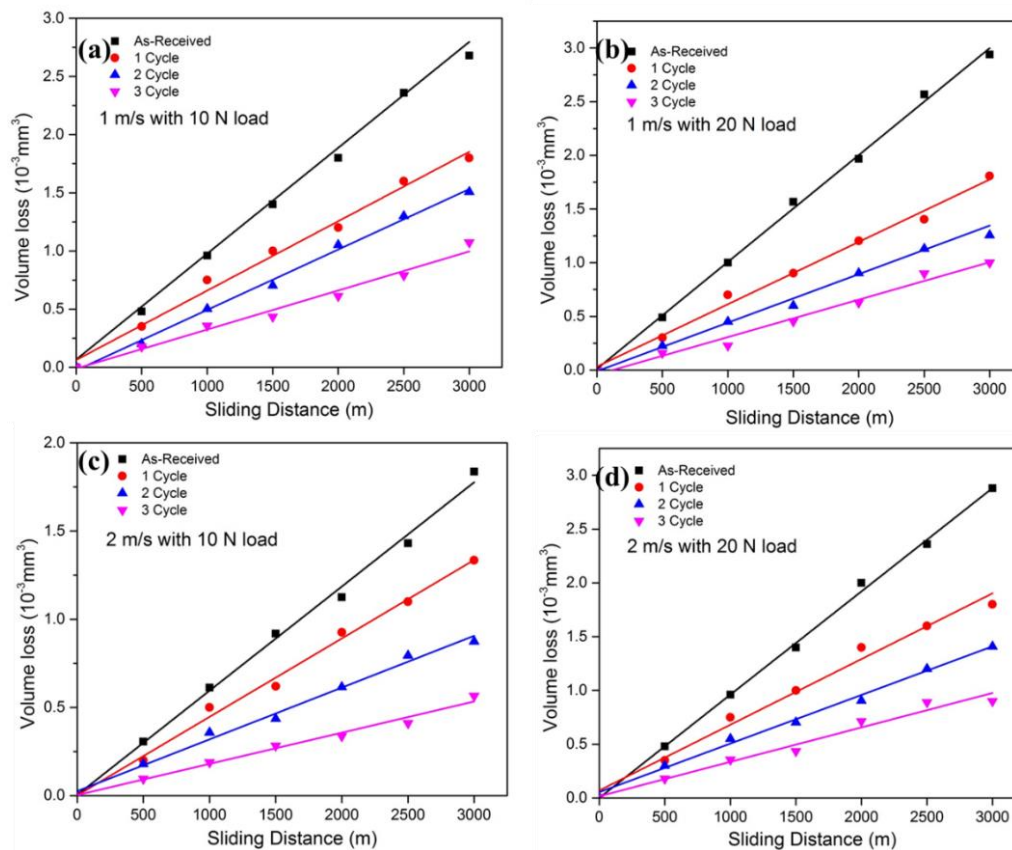 (a)
As-Received
1 Cycle
2 Cycle
3 Cycle
1 m/s with 10 N load
Volume loss (10⁻³mm³)
3.0
2.5
2.0
1.5
1.0
0.5
0.0
0 500 1000 1500 2000 2500 3000
Sliding Distance (m)
(b)
As-Received
1 Cycle
2 Cycle
3 Cycle
1 m/s with 20 N load
Volume loss (10⁻³mm³)
3.0
2.5
2.0
1.5
1.0
0.5
0.0
0 500 1000 1500 2000 2500 3000
Sliding Distance (m)
(c)
As-Received
1 Cycle
2 Cycle
3 Cycle
2 m/s with 10 N load
Volume loss (10⁻³mm³)
2.0
1.5
1.0
0.5
0.0
0 500 1000 1500 2000 2500 3000
Sliding Distance (m)
(d)
As-Received
1 Cycle
2 Cycle
3 Cycle
2 m/s with 20 N load
Volume loss (10⁻³mm³)
3.0
2.5
2.0
1.5
1.0
0.5
0.0
0 500 1000 1500 2000 2500 3000
Sliding Distance (m)